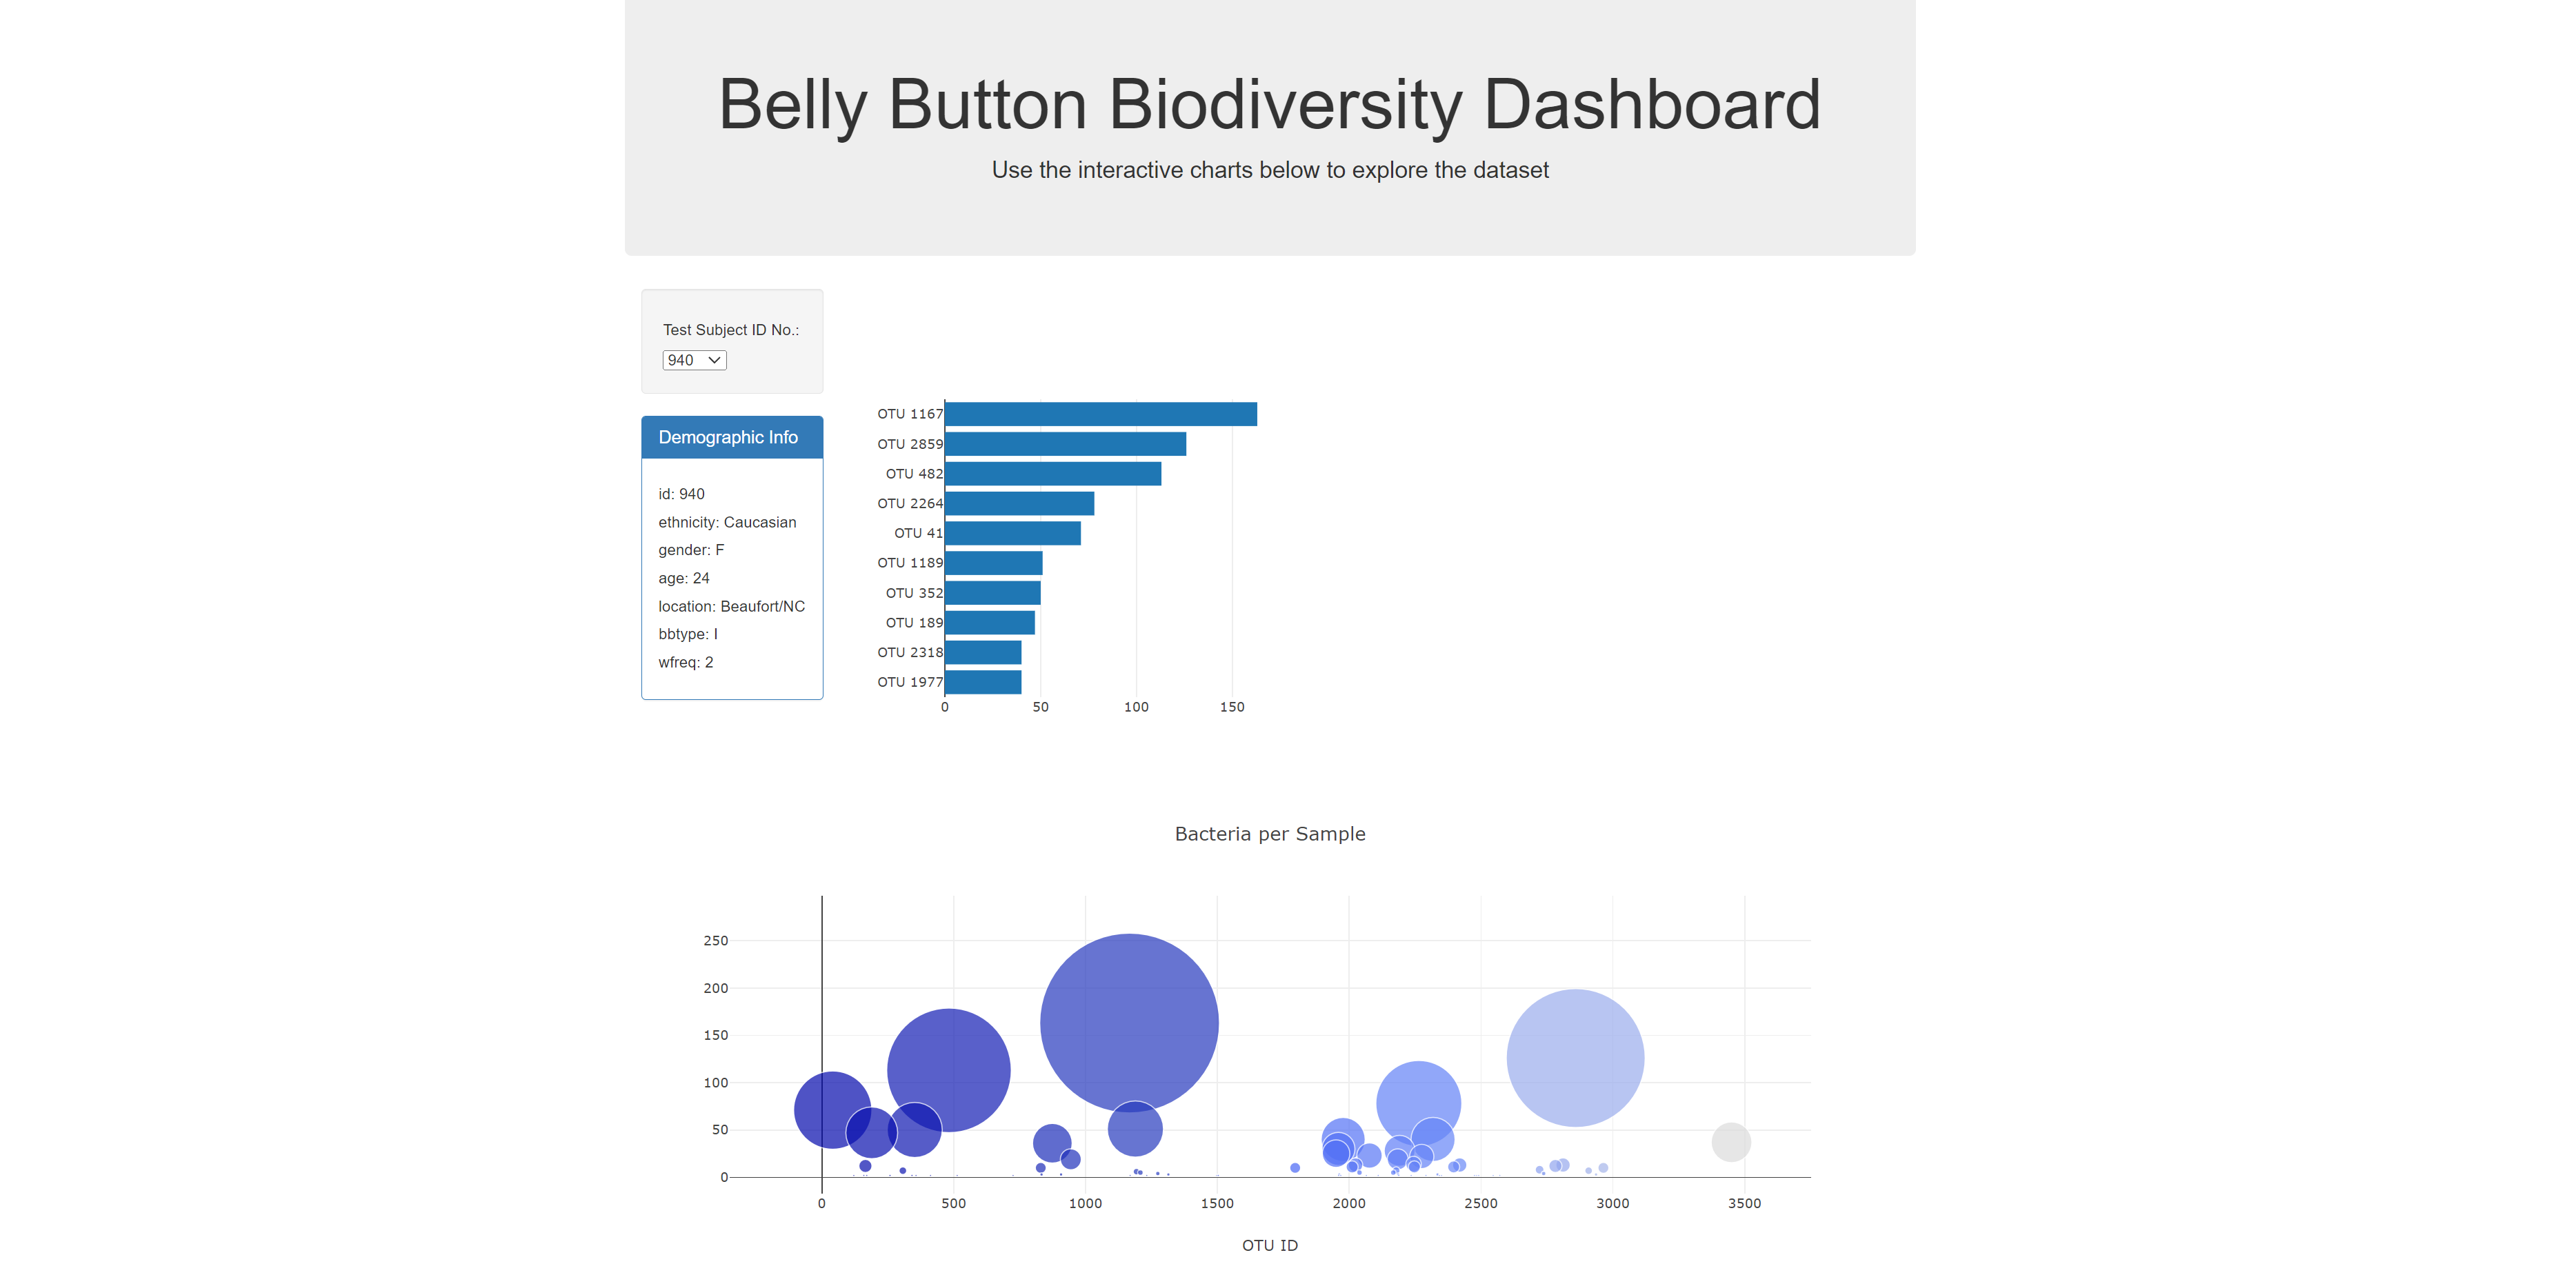 Belly Button Biodiversity Dashboard
Use the interactive charts below to explore the dataset
Test Subject ID No.:
940
Demographic Info
id: 940
ethnicity: Caucasian
gender: F
age: 24
location: Beaufort/NC
bbtype: I
wfreq: 2
OTU 1167
OTU 2859
OTU 482
OTU 2264
OTU 41
OTU 1189
OTU 352
OTU 189
OTU 2318
OTU 1977
0 50 100 150
Bacteria per Sample
250
200
150
100
50
0
0 500 1000 1500 2000 2500 3000 3500
OTU ID